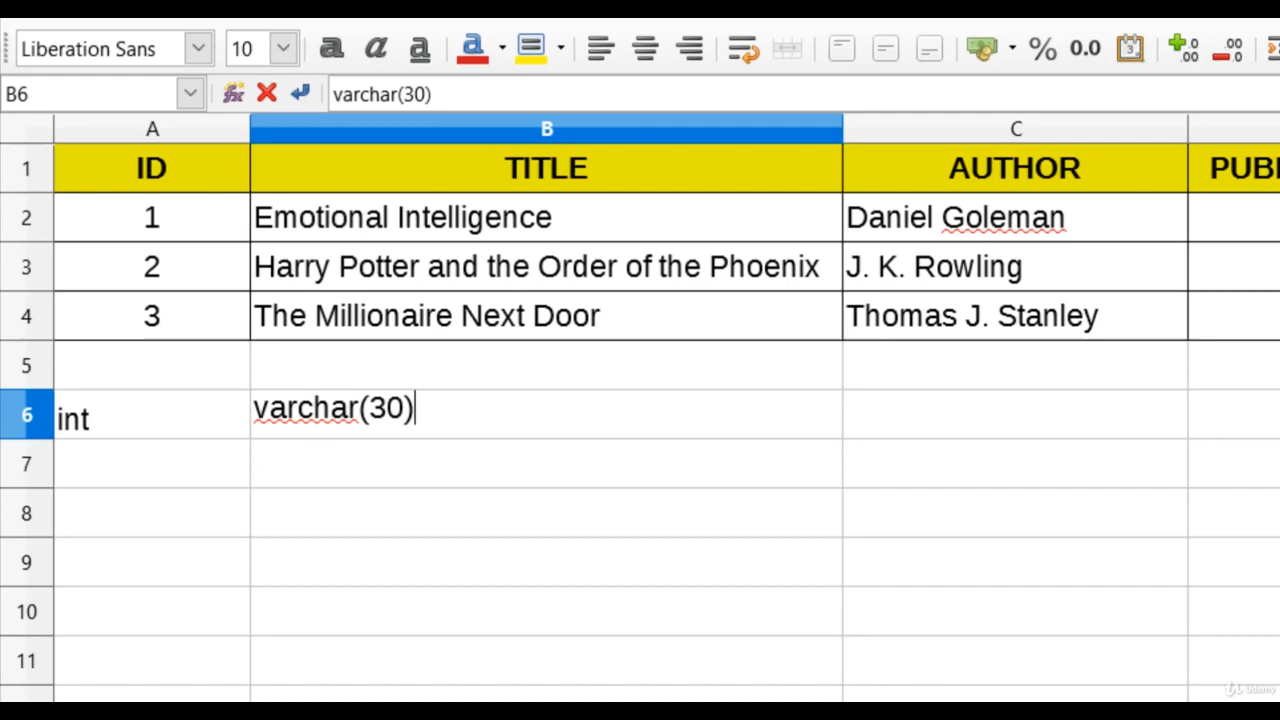 Liberation Sans 10 a a a a % 0.0
B6 varchar(30)
A B C
1 ID TITLE AUTHOR PUBI
2 1 Emotional Intelligence Daniel Goleman
3 2 Harry Potter and the Order of the Phoenix J. K. Rowling
4 3 The Millionaire Next Door Thomas J. Stanley
5
6 int varchar(30)
7
8
9
10
11
Udemy